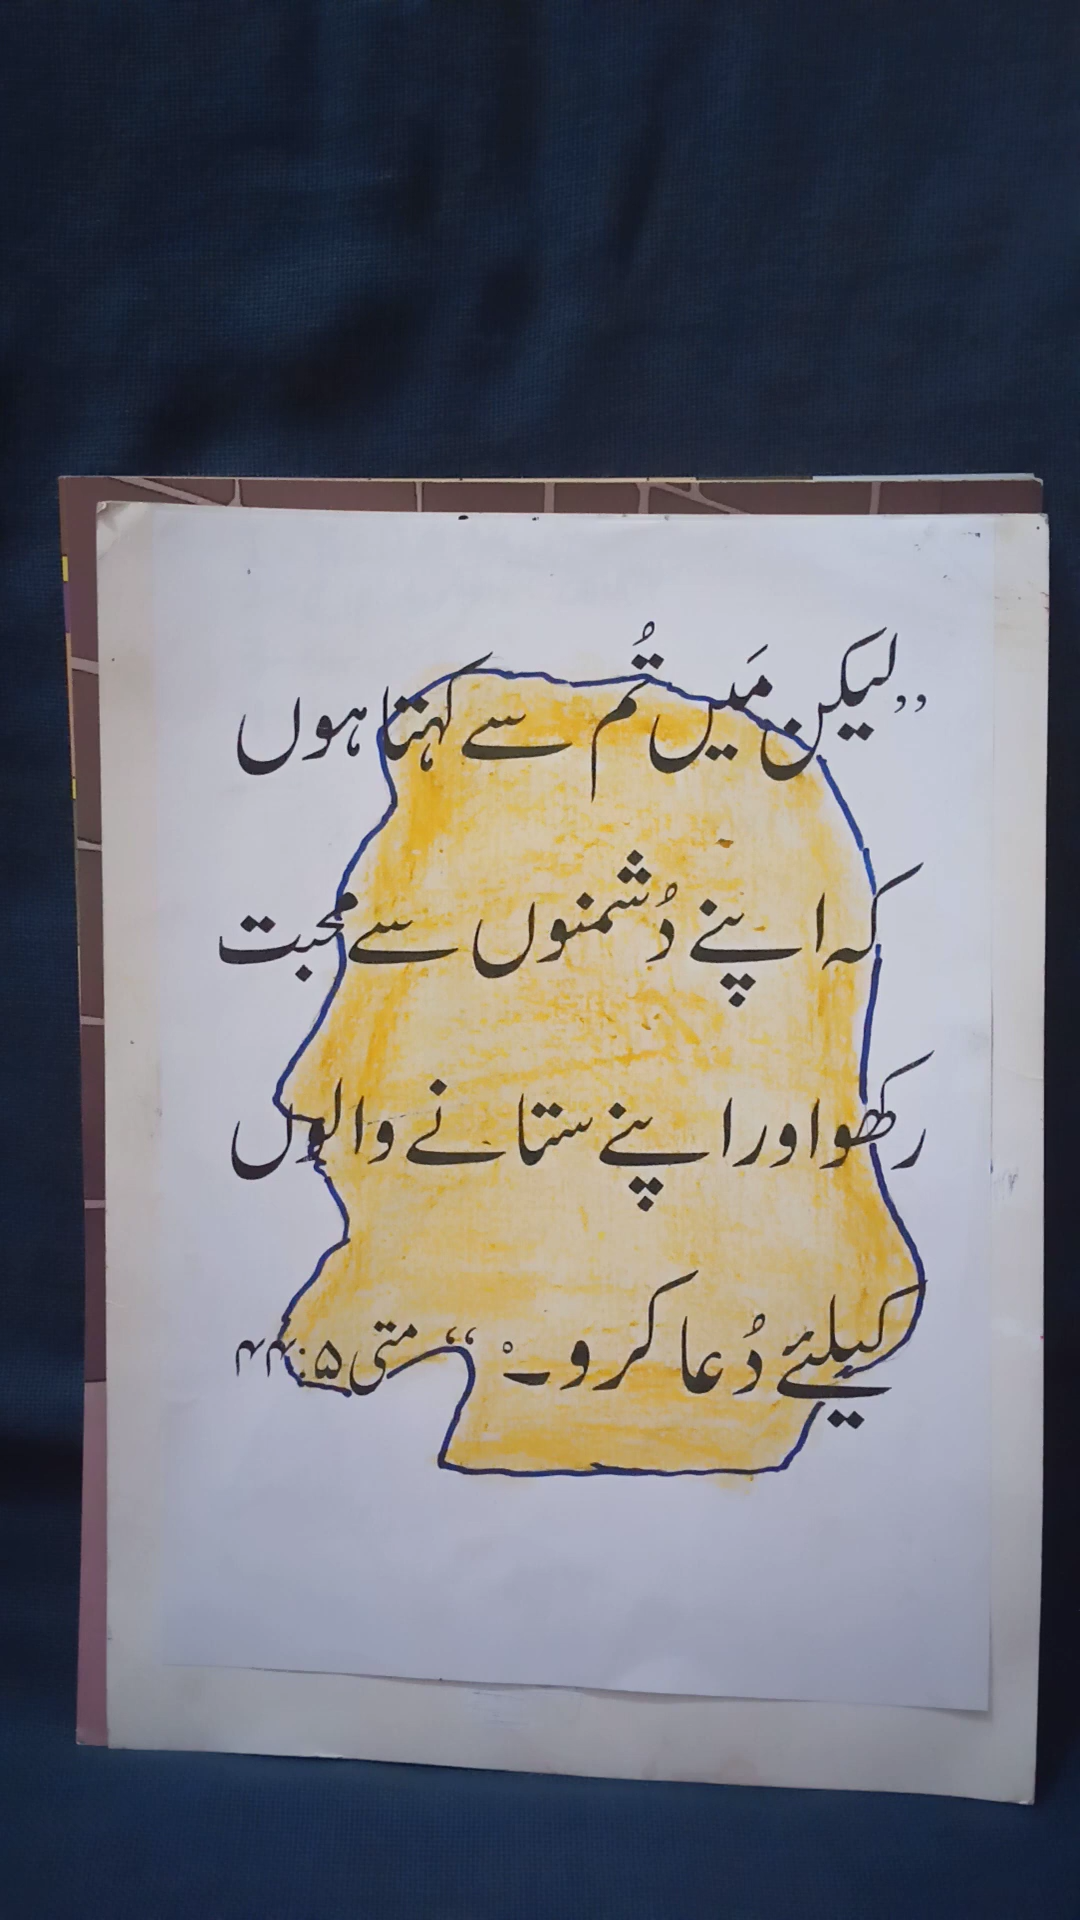 ”لیکن مَیں تُم سے کہتا ہوں
کہ اپنے دُشمنوں سے محبت
رکھو اور اپنے ستانے والوں
کیلئے دُعا کرو۔“ متی ۵:۴۴